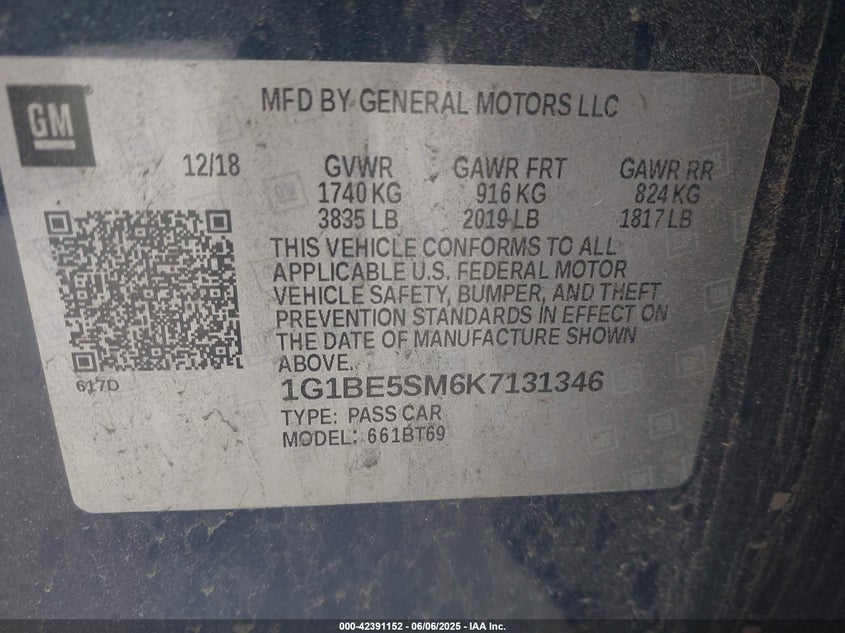 GM
MFD BY GENERAL MOTORS LLC
12/18 GVWR GAWR FRT GAWR RR
1740 KG 916 KG 824 KG
3835 LB 2019 LB 1817 LB
THIS VEHICLE CONFORMS TO ALL
APPLICABLE U.S. FEDERAL MOTOR
VEHICLE SAFETY, BUMPER, AND THEFT
PREVENTION STANDARDS IN EFFECT ON
THE DATE OF MANUFACTURE SHOWN
ABOVE.
617D
1G1BE5SM6K7131346
TYPE: PASS CAR
MODEL: 661BT69
000-42391152 - 06/06/2025 - IAA Inc.